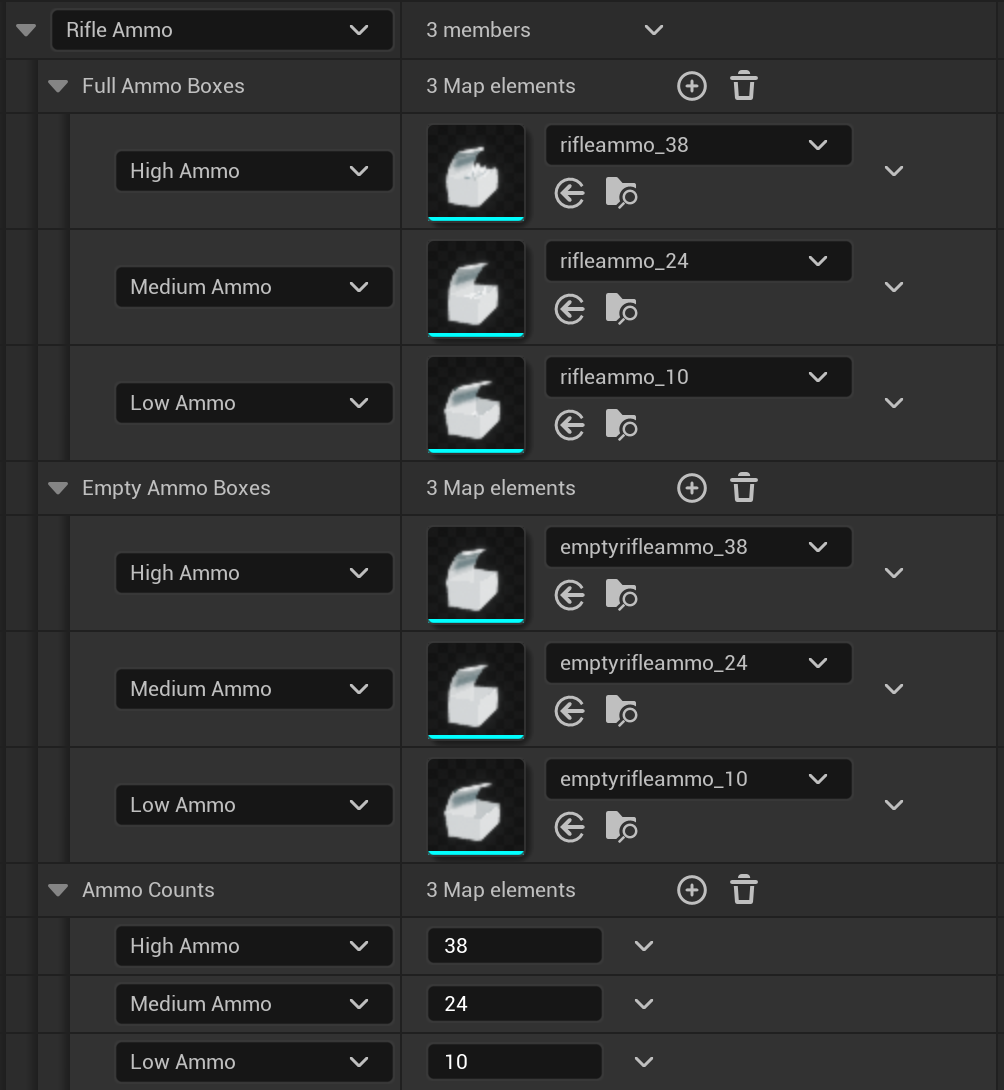 Rifle Ammo 3 members
Full Ammo Boxes 3 Map elements
High Ammo rifleammo_38
Medium Ammo rifleammo_24
Low Ammo rifleammo_10
Empty Ammo Boxes 3 Map elements
High Ammo emptyrifleammo_38
Medium Ammo emptyrifleammo_24
Low Ammo emptyrifleammo_10
Ammo Counts 3 Map elements
High Ammo 38
Medium Ammo 24
Low Ammo 10